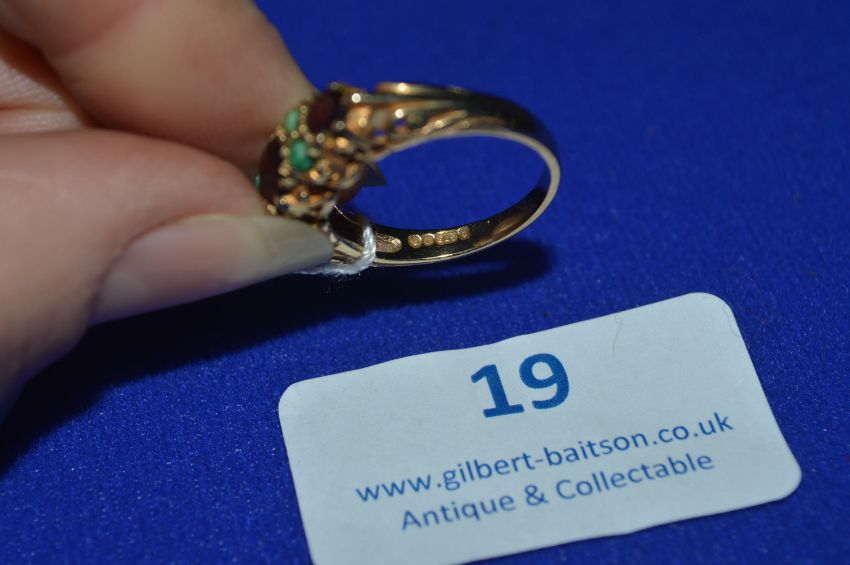 19
www.gilbert-baitson.co.uk
Antique & Collectable